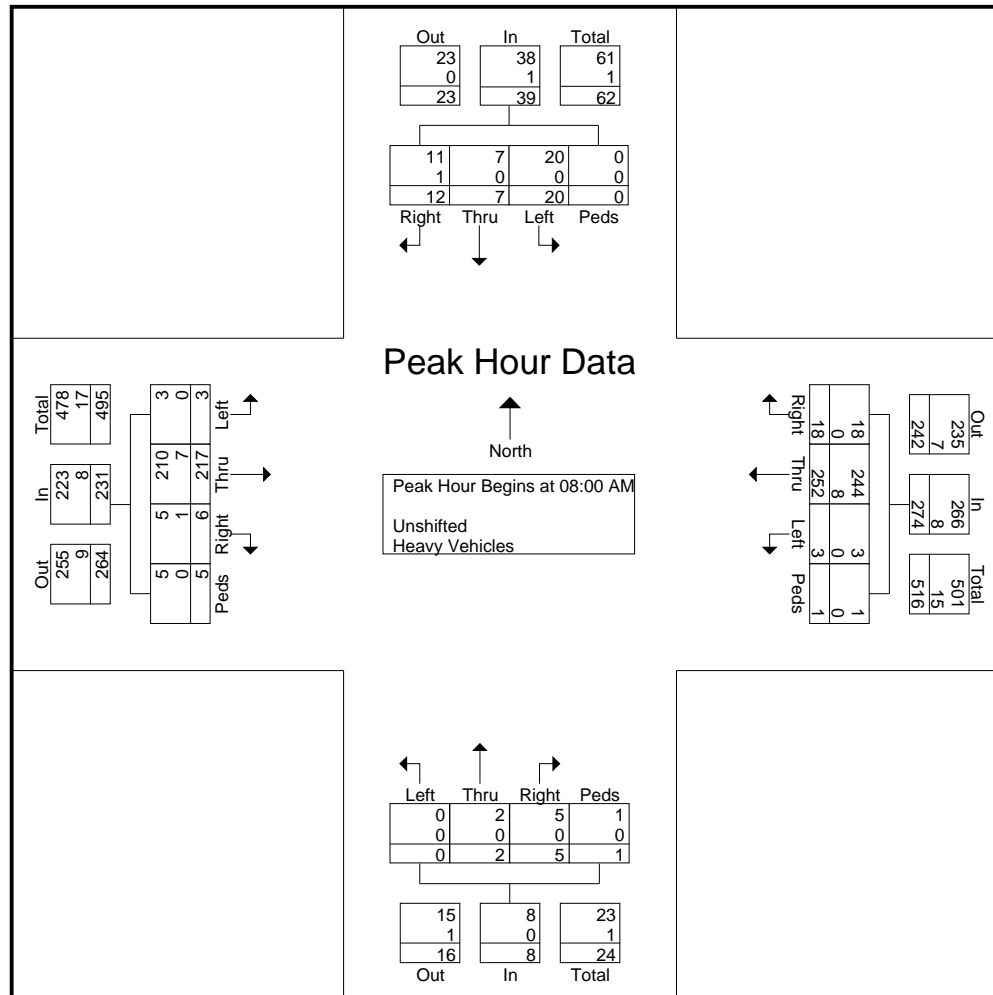 Out In Total
23 38 61
0 1 1
23 39 62
11 7 20 0
1 0 0 0
12 7 20 0
Right Thru Left Peds
Peak Hour Data
North
Peak Hour Begins at 08:00 AM
Unshifted
Heavy Vehicles
Out In Total
255 223 478
9 8 17
264 231 495
5 5 210 3
0 1 7 0
5 6 217 3
Peds Right Thru Left
Out In Total
235 266 501
7 8 15
242 274 516
18 244 3 1
0 8 0 0
18 252 3 1
Right Thru Left Peds
Left Thru Right Peds
0 2 5 1
0 0 0 0
0 2 5 1
15 8 23
1 0 1
16 8 24
Out In Total